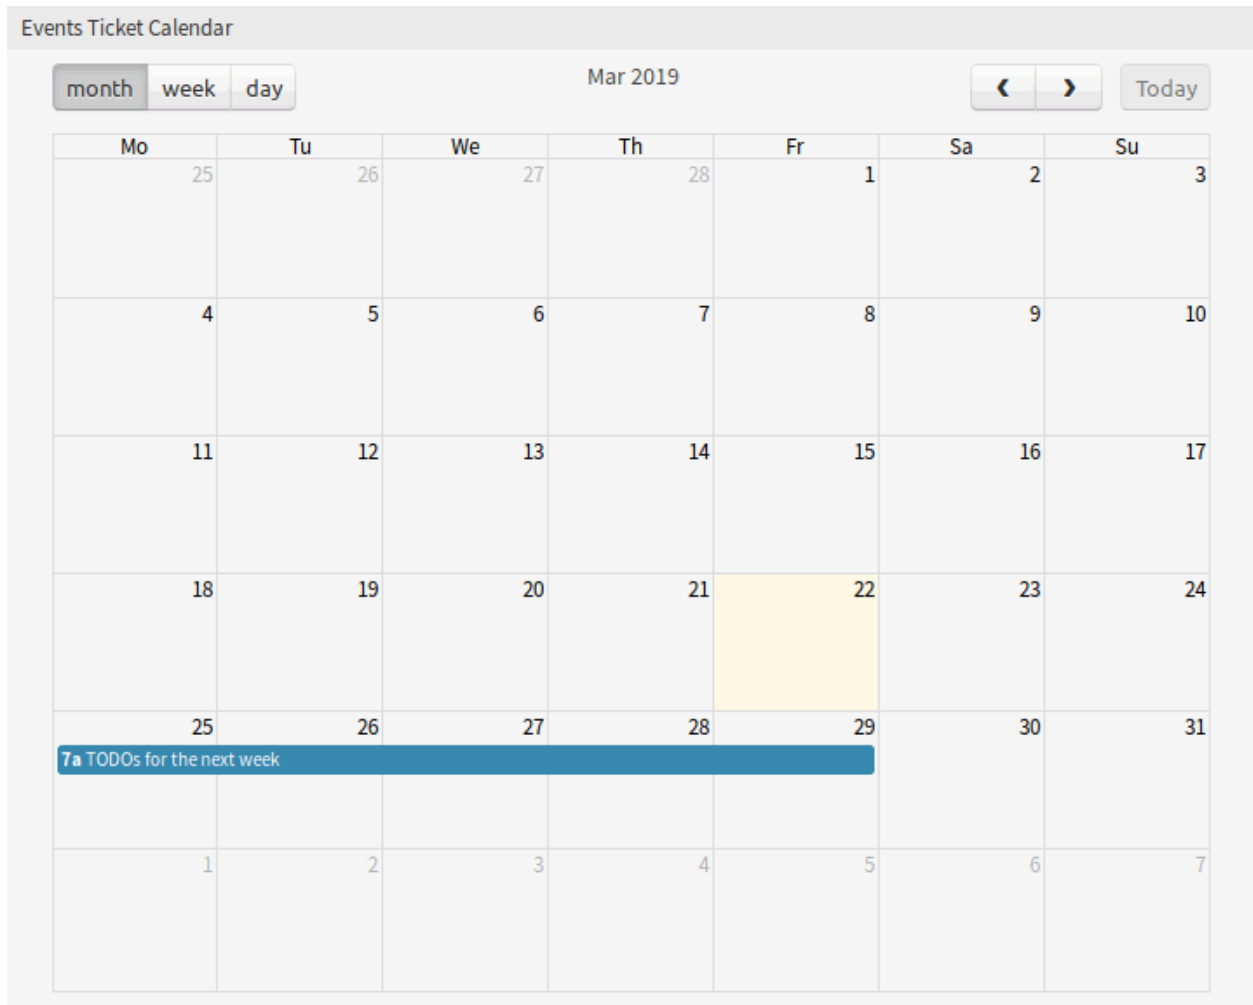 Events Ticket Calendar
month week day Mar 2019 ‹ › Today
Mo Tu We Th Fr Sa Su
25 26 27 28 1 2 3
4 5 6 7 8 9 10
11 12 13 14 15 16 17
18 19 20 21 22 23 24
25 26 27 28 29 30 31
7a TODOs for the next week
1 2 3 4 5 6 7